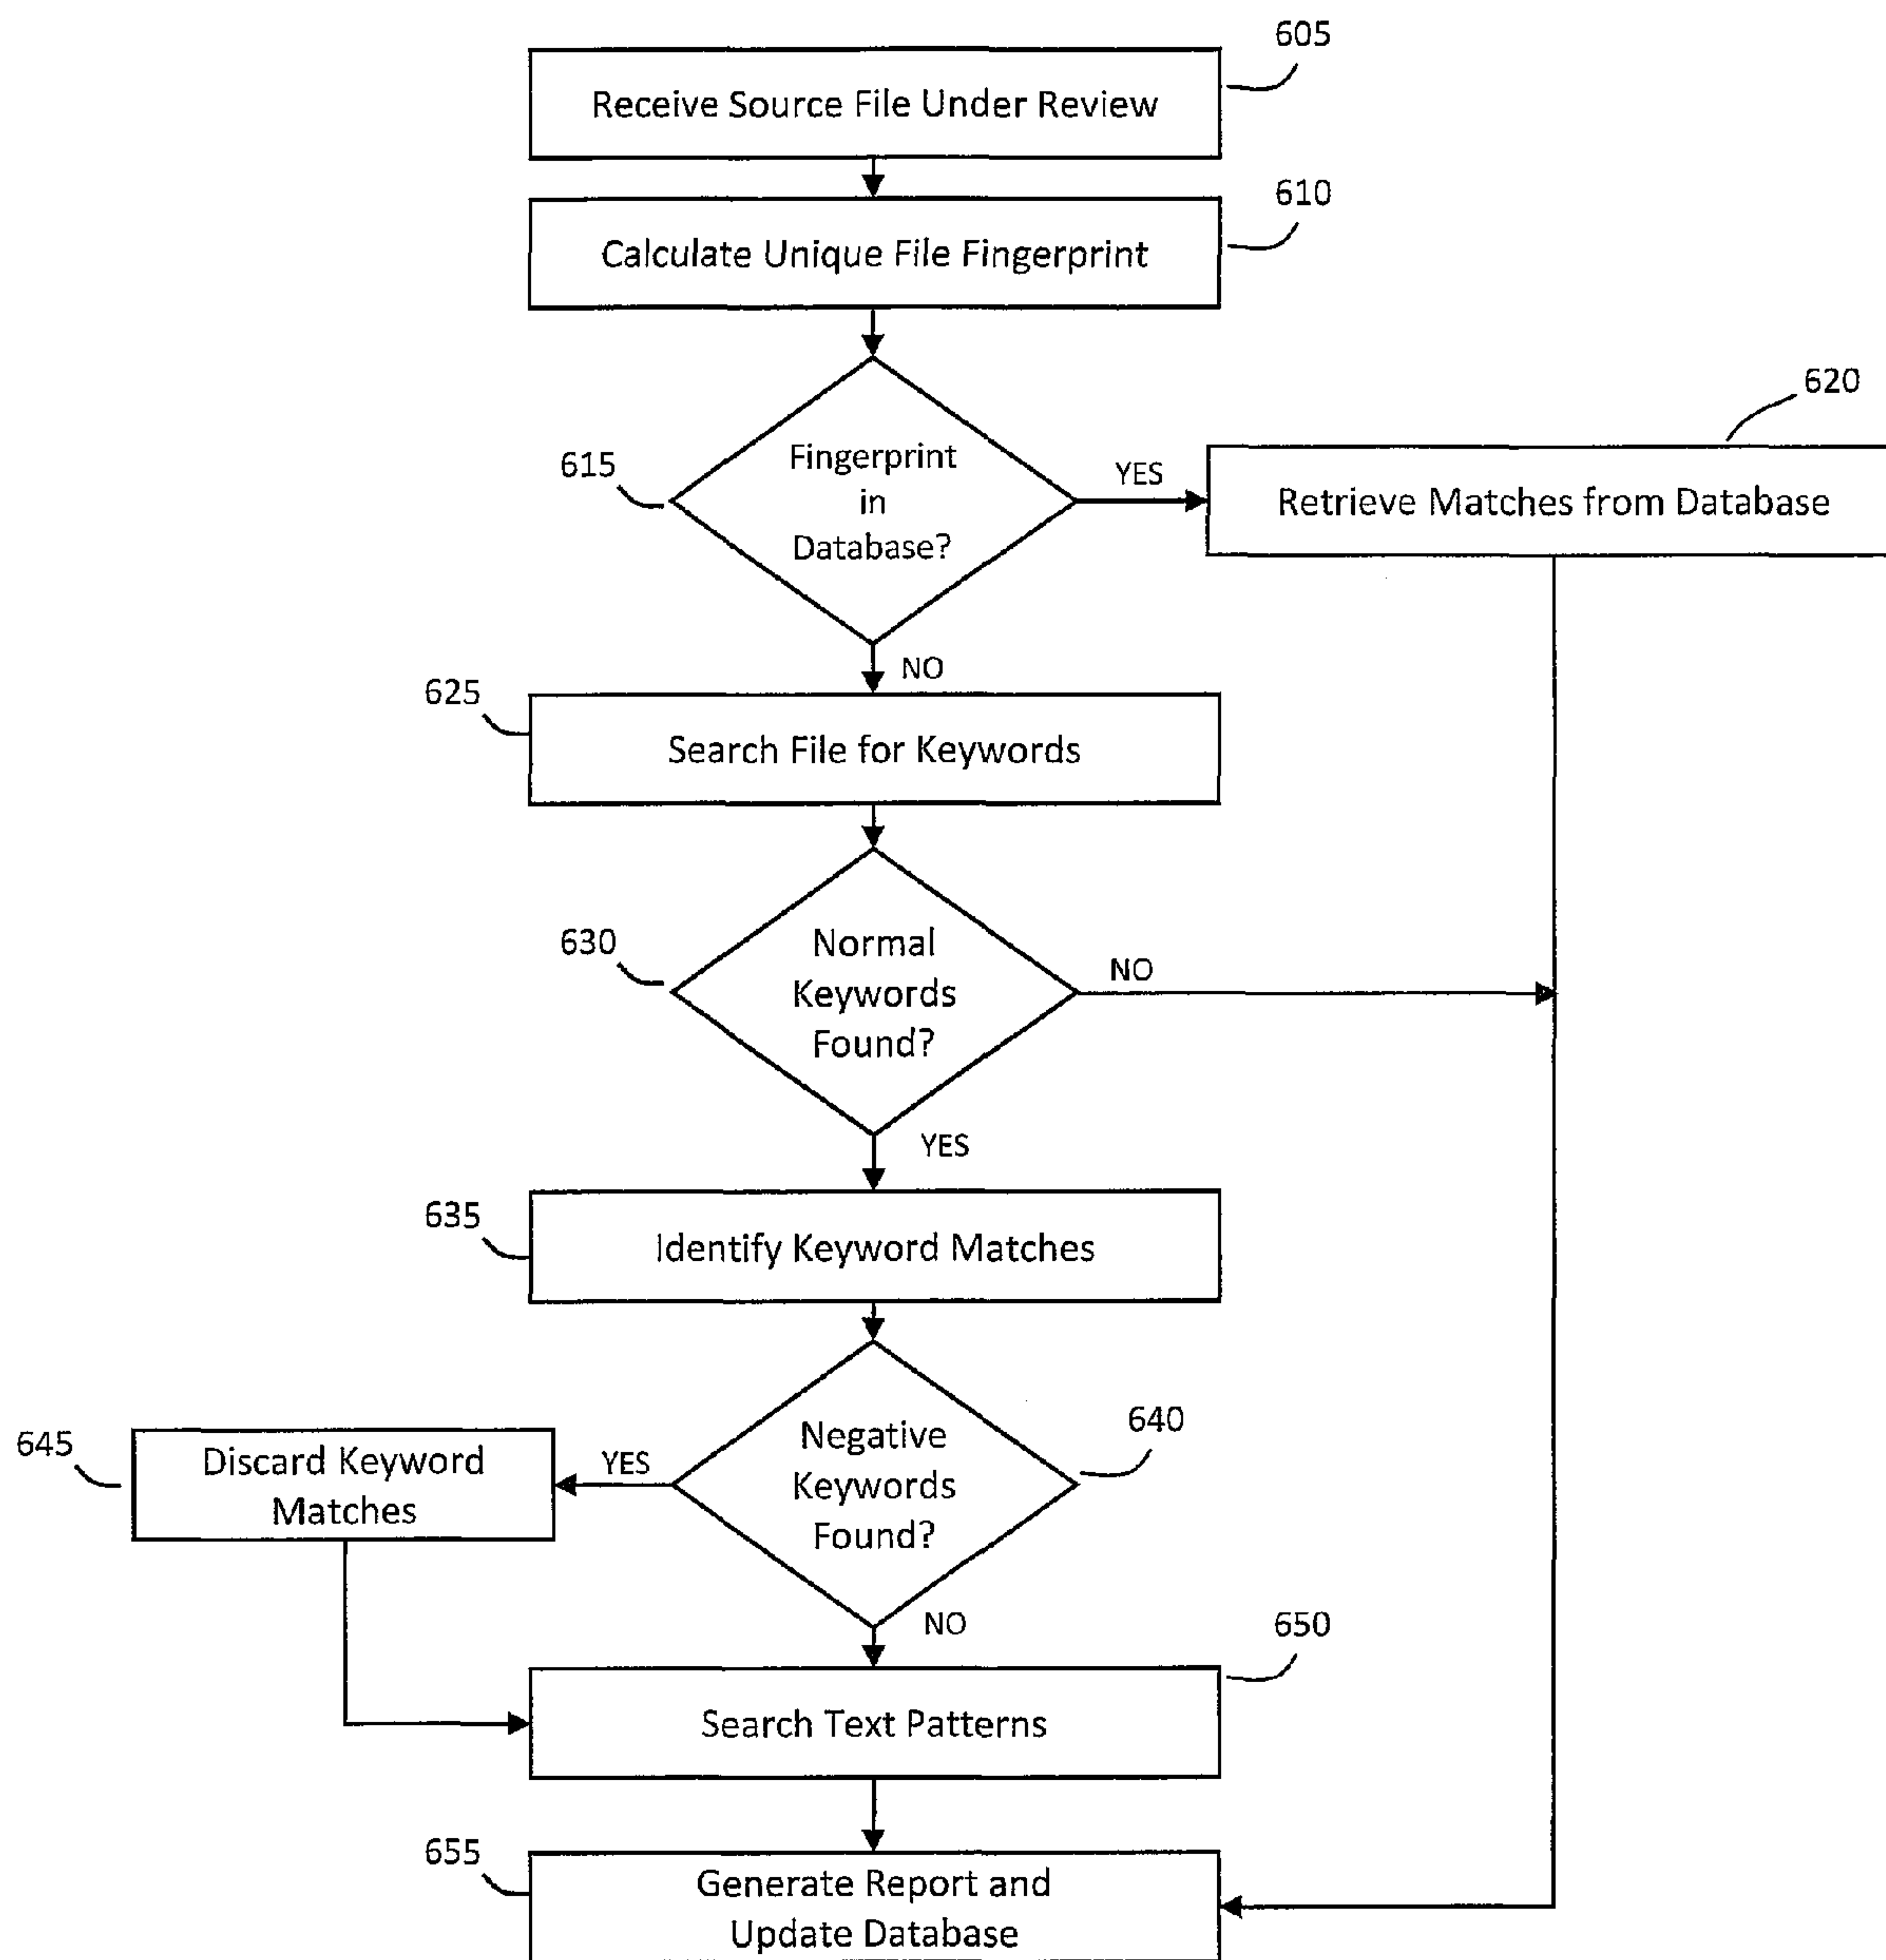 605
Receive Source File Under Review
610
Calculate Unique File Fingerprint
620
615
Fingerprint
in
Database?
YES
Retrieve Matches from Database
NO
625
Search File for Keywords
630
Normal
Keywords
Found?
NO
YES
635
Identify Keyword Matches
640
645
Discard Keyword
Matches
YES
Negative
Keywords
Found?
NO
650
Search Text Patterns
655
Generate Report and
Update Database